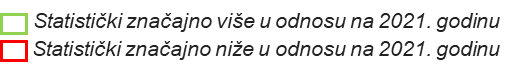 Statistički značajno više u odnosu na 2021. godinu
Statistički značajno niže u odnosu na 2021. godinu